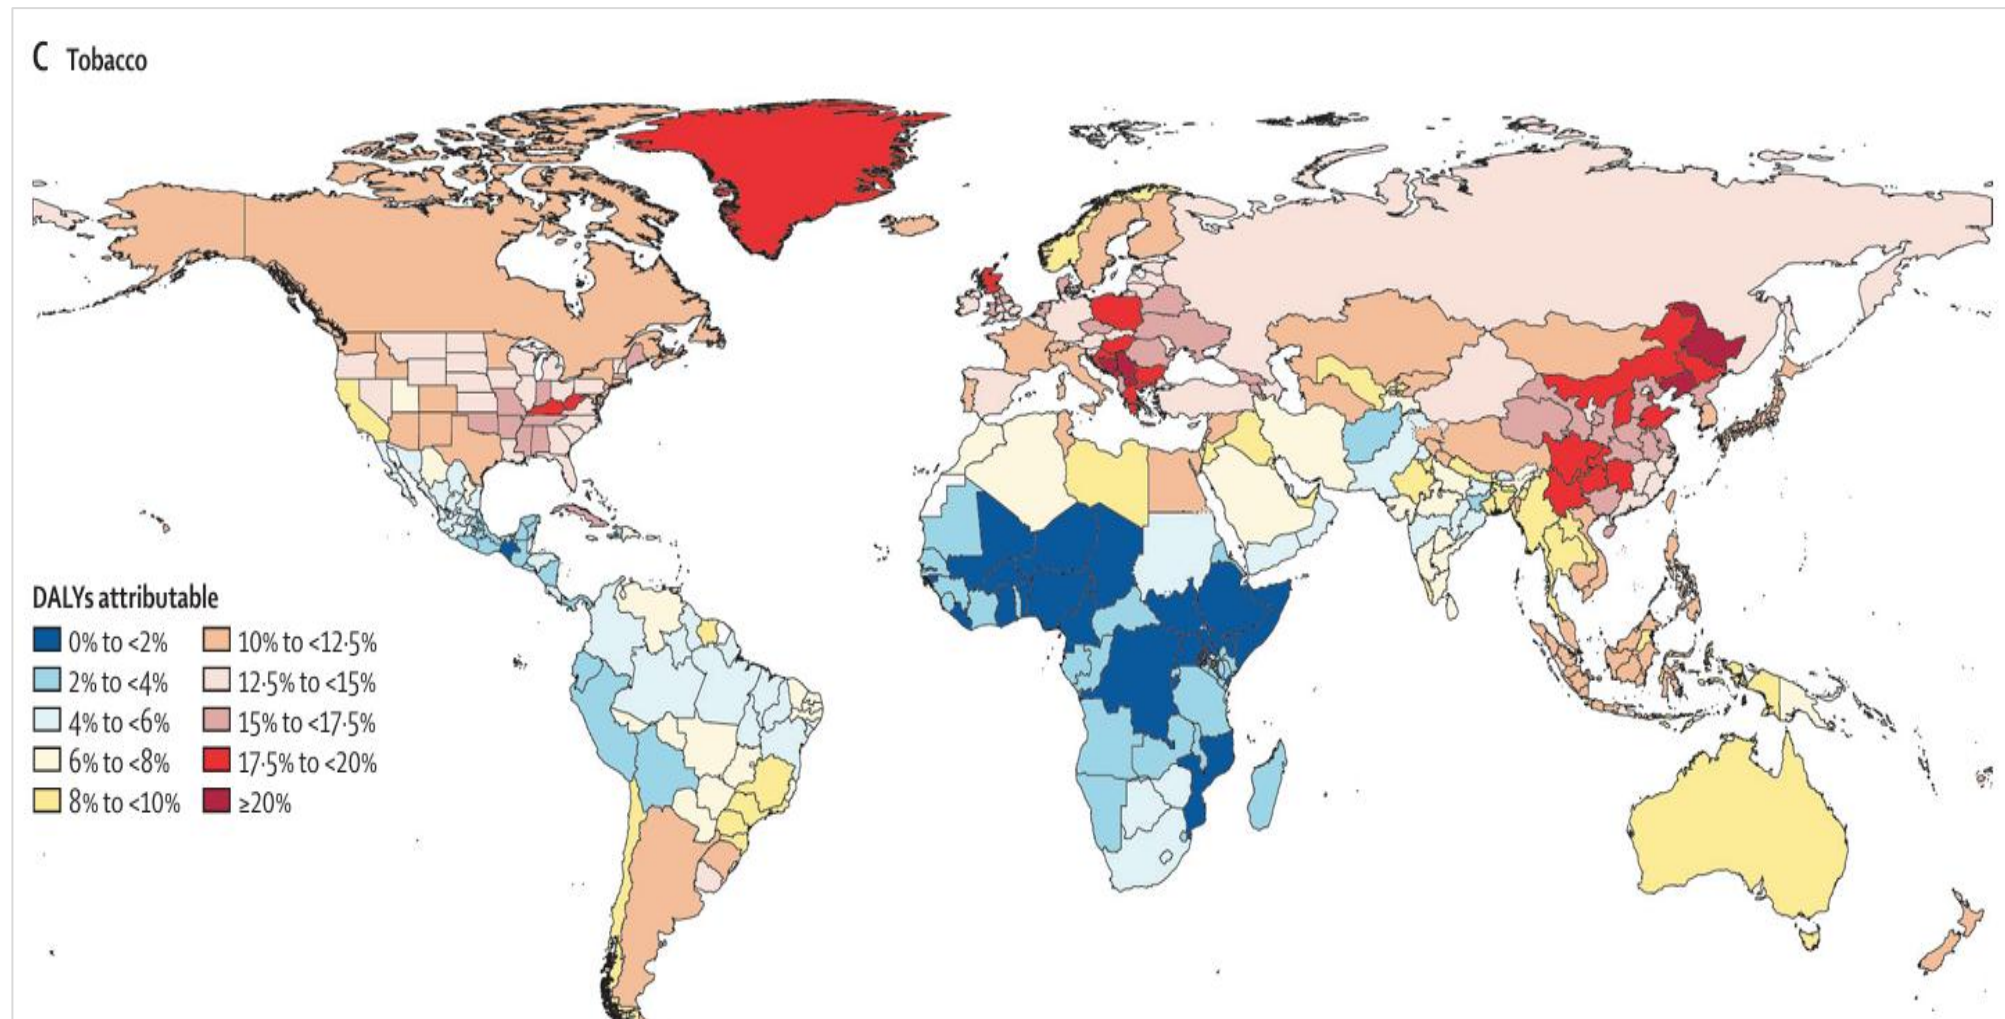 C Tobacco
DALYs attributable
0% to <2%
2% to <4%
4% to <6%
6% to <8%
8% to <10%
10% to <12·5%
12·5% to <15%
15% to <17·5%
17·5% to <20%
≥20%